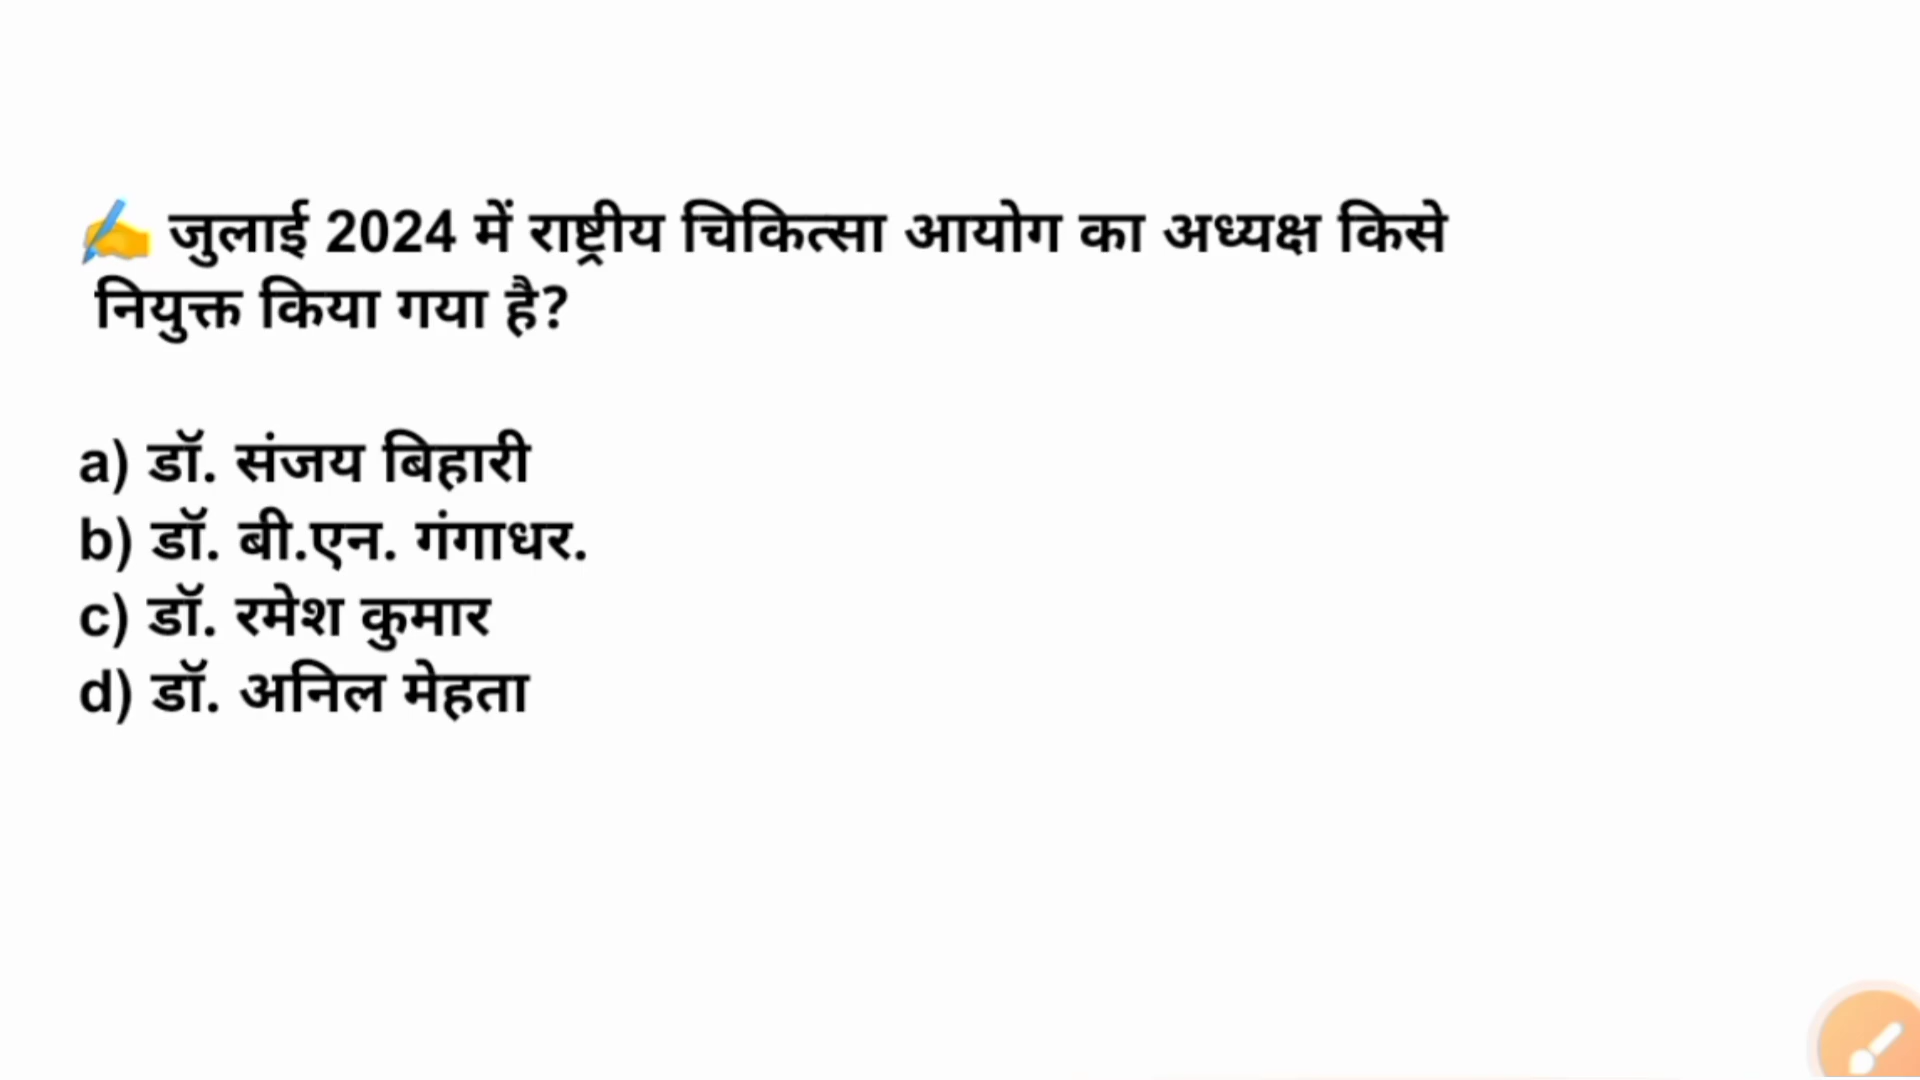 ✍️ जुलाई 2024 में राष्ट्रीय चिकित्सा आयोग का अध्यक्ष किसे
नियुक्त किया गया है?
a) डॉ. संजय बिहारी
b) डॉ. बी.एन. गंगाधर.
c) डॉ. रमेश कुमार
d) डॉ. अनिल मेहता